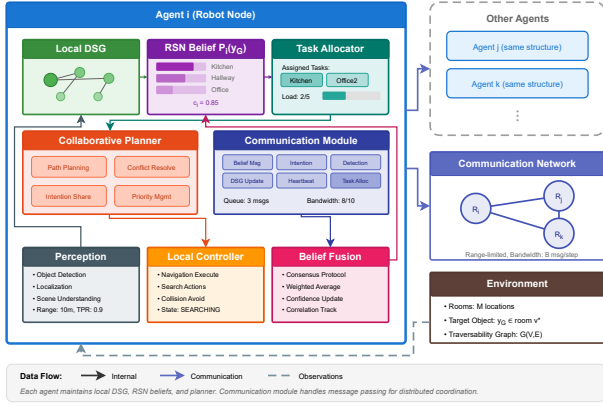 Agent i (Robot Node)
Local DSG
RSN Belief Pᵢ(y_G)
Kitchen
Hallway
Office
cᵢ = 0.85
Task Allocator
Assigned Tasks:
Kitchen Office2
Load: 2/5
Collaborative Planner
Path Planning Conflict Resolve
Intention Share Priority Mgmt
Communication Module
Belief Msg Intention Detection
DSG Update Heartbeat Task Alloc
Queue: 3 msgs Bandwidth: 8/10
Perception
• Object Detection
• Localization
• Scene Understanding
• Range: 10m, TPR: 0.9
Local Controller
• Navigation Execute
• Search Actions
• Collision Avoid
• State: SEARCHING
Belief Fusion
• Consensus Protocol
• Weighted Average
• Confidence Update
• Correlation Track
Other Agents
Agent j (same structure)
Agent k (same structure)
⋮
Communication Network
Rᵢ
Rⱼ
Rₖ
Range-limited, Bandwidth: B msg/step
Environment
• Rooms: M locations
• Target Object: y_G ∈ room v*
• Traversability Graph: G(V,E)
Data Flow: Internal Communication Observations
Each agent maintains local DSG, RSN beliefs, and planner. Communication module handles message passing for distributed coordination.